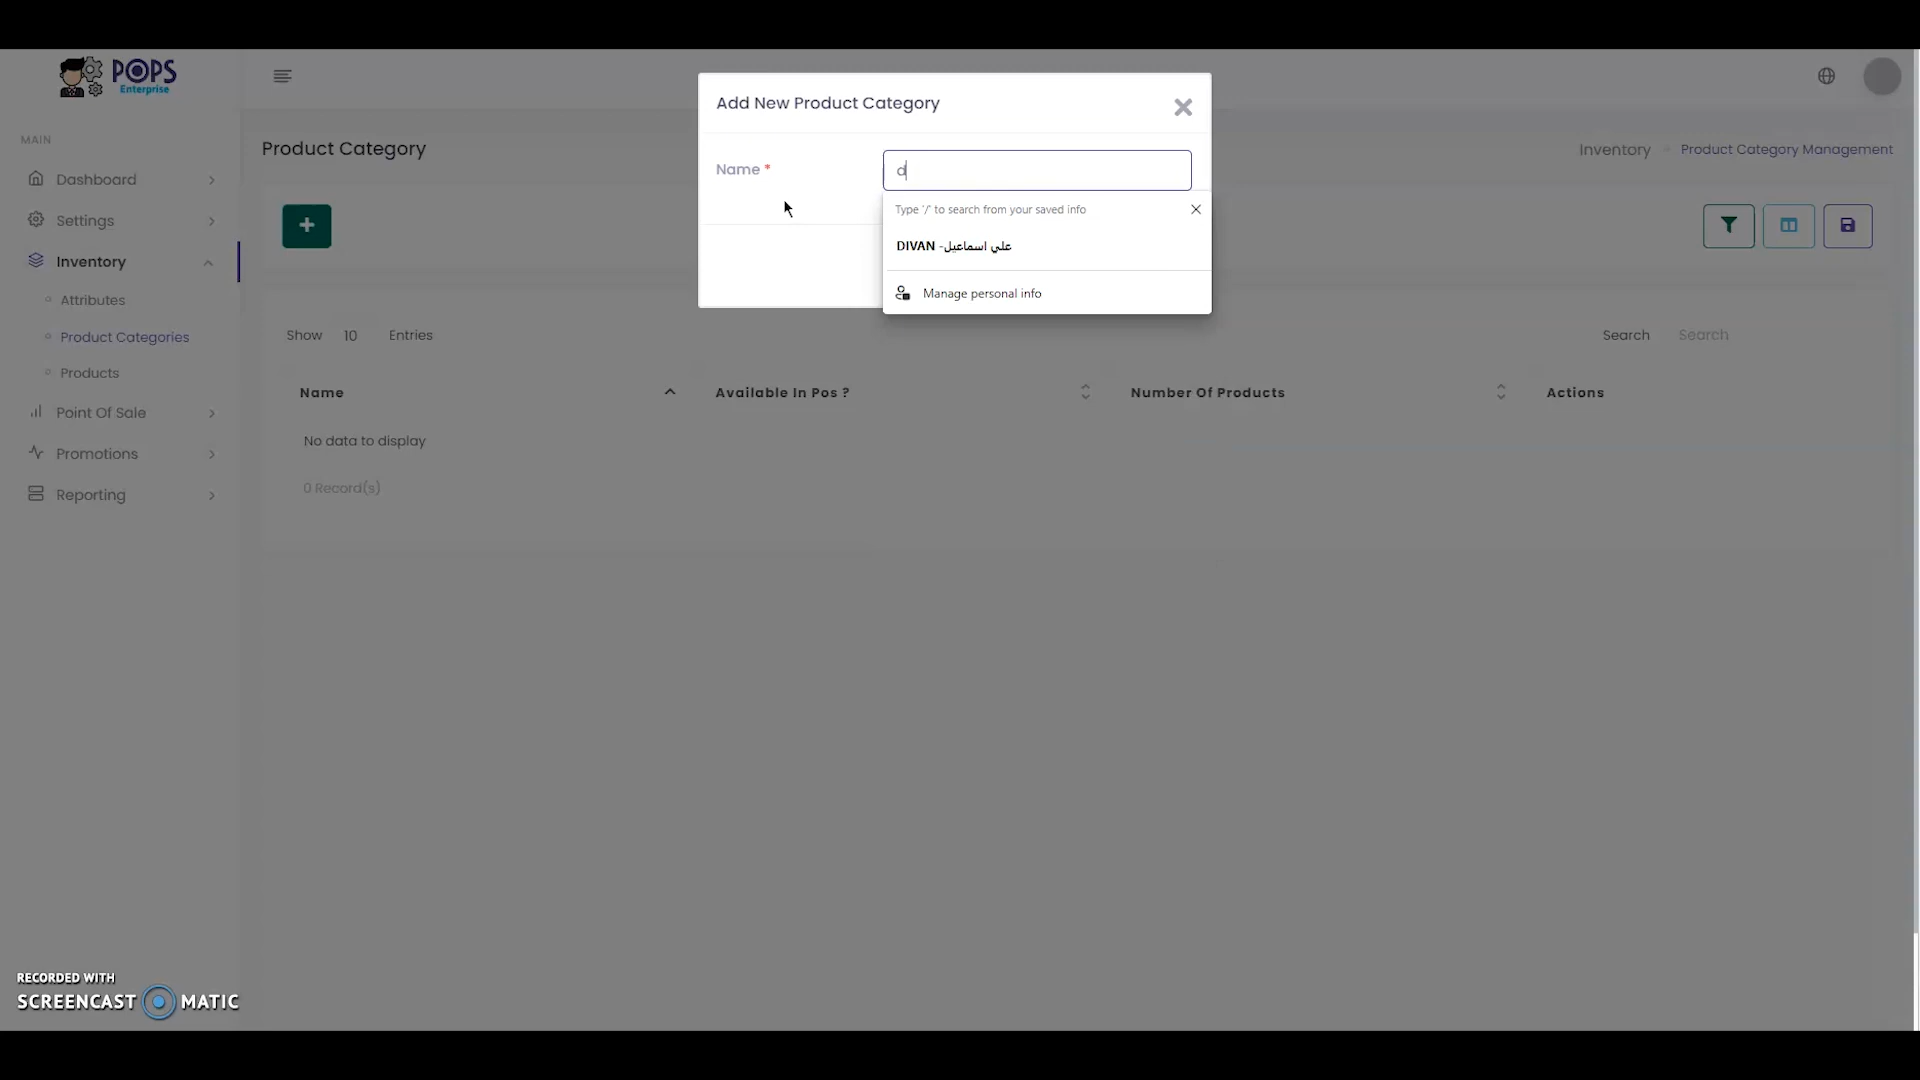 POPS
Enterprise
Add New Product Category
MAIN
Product Category
Inventory
Product Category Management
Name *
d
Dashboard
Type '/' to search from your saved info
Settings
DIVAN -علي اسماعيل
Inventory
Manage personal info
Attributes
Product Categories
Products
Point Of Sale
Promotions
Reporting
Show 10 Entries
Search Search
Name
Available In Pos ?
Number Of Products
Actions
No data to display
0 Record(s)
RECORDED WITH
SCREENCAST MATIC